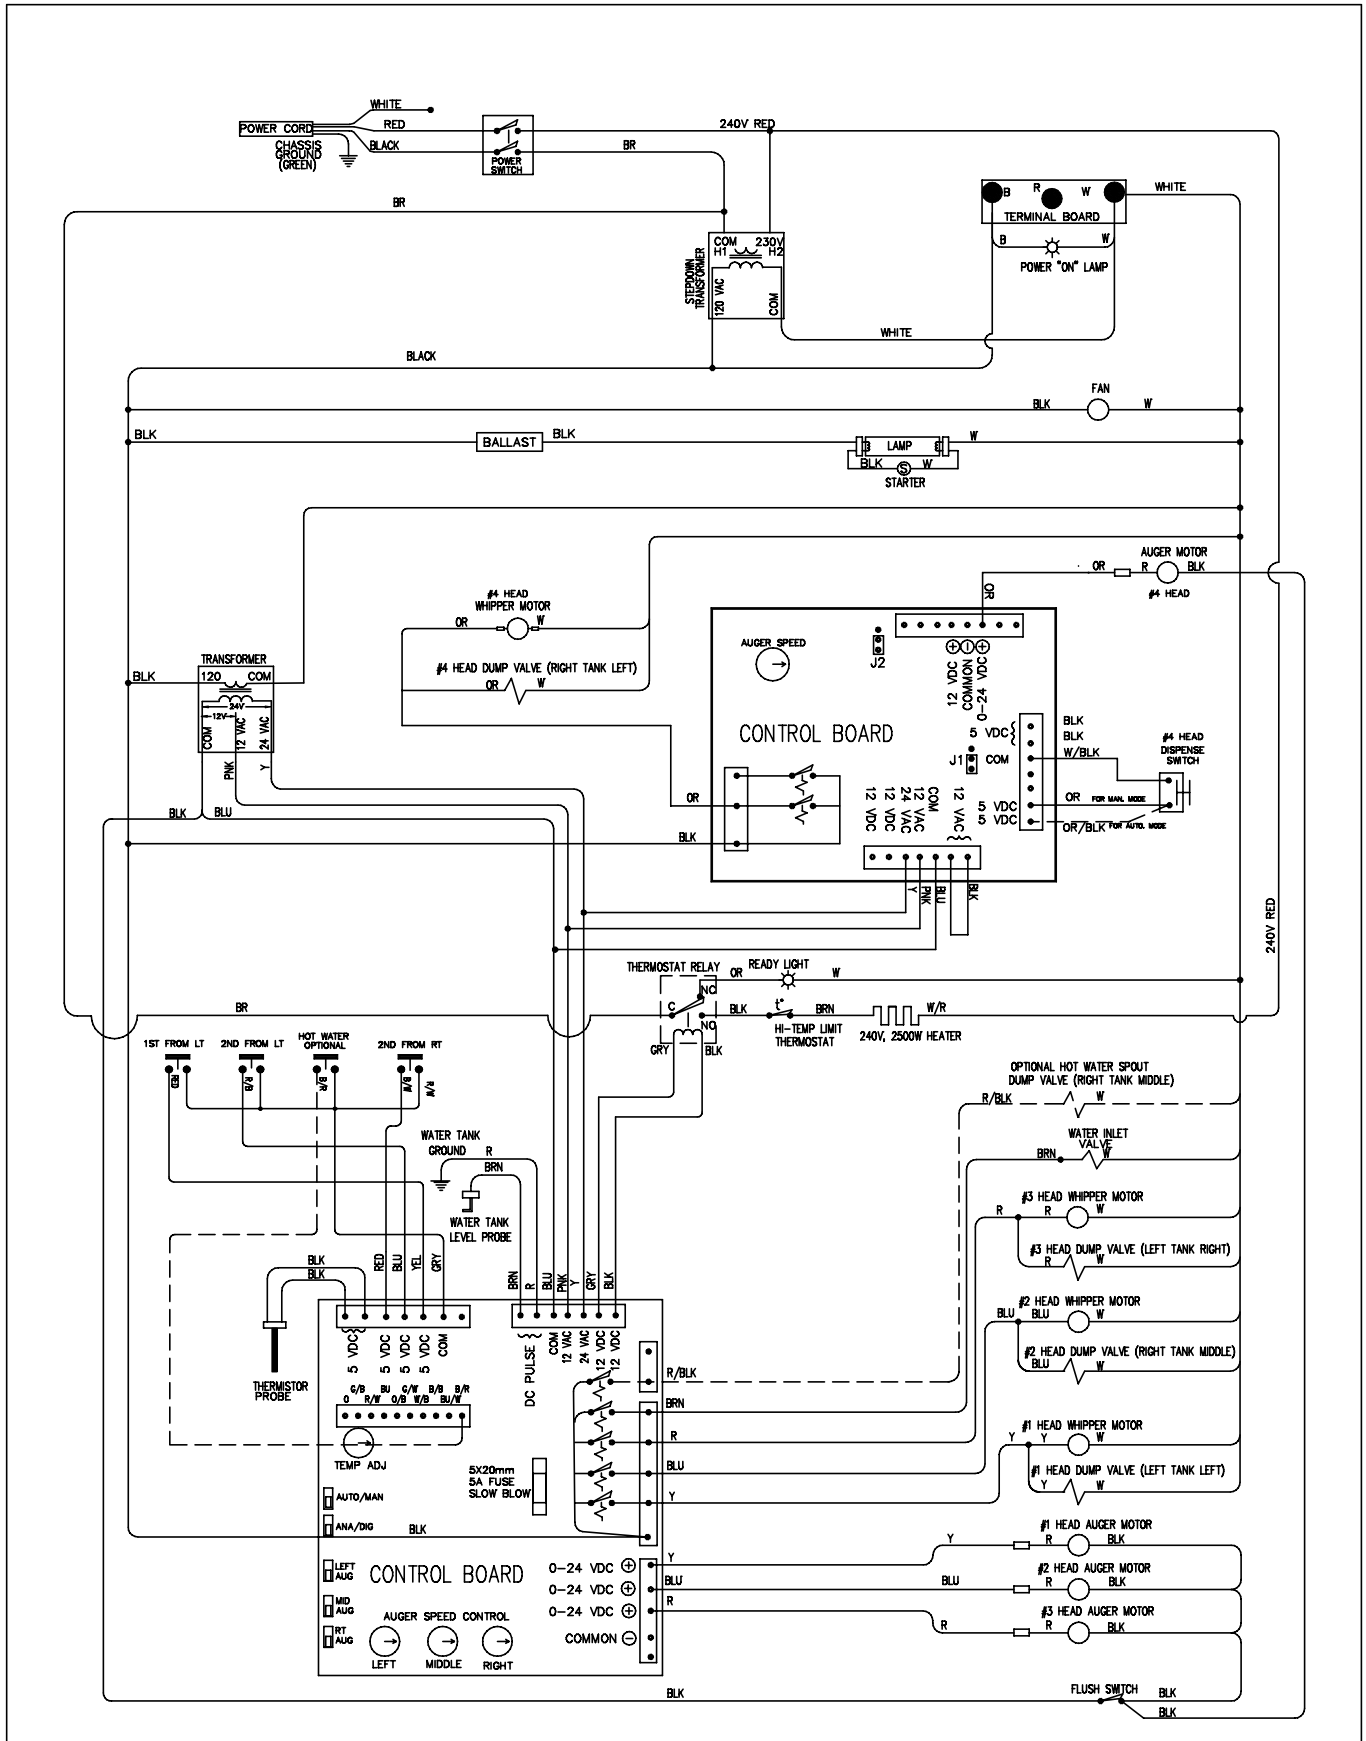 WHITE
POWER CORD
RED
240V RED
CHASSIS
GROUND
(GREEN)
BLACK
POWER
SWITCH
BR
BR
B R W
WHITE
TERMINAL BOARD
B W
POWER "ON" LAMP
COM 230V
H1 H2
STEPDOWN
TRANSFORMER
120 VAC
COM
WHITE
BLACK
FAN
BLK W
BLK
BALLAST
BLK
LAMP
W
BLK S W
STARTER
AUGER MOTOR
OR R BLK
#4 HEAD
OR
#4 HEAD
WHIPPER MOTOR
OR W
#4 HEAD DUMP VALVE (RIGHT TANK LEFT)
OR W
AUGER SPEED
J2
12 VDC
COMMON
0-24 VDC
TRANSFORMER
BLK
120 COM
24V
12V
COM
12 VAC
24 VAC
PNK
Y
BLK BLU
CONTROL BOARD
5 VDC
J1 COM
BLK
BLK
W/BLK
#4 HEAD
DISPENSE
SWITCH
OR
BLK
12 VDC
12 VDC
24 VAC
12 VAC
COM
12 VAC
5 VDC
5 VDC
OR FOR MAN. MODE
OR/BLK FOR AUTO. MODE
Y
PNK
BLU
BLK
240V RED
THERMOSTAT RELAY
OR
READY LIGHT
W
NC
C
NO
BR
BLK
t°
BRN
W/R
HI-TEMP LIMIT
THERMOSTAT
240V, 2500W HEATER
GRY BLK
1ST FROM LT
2ND FROM LT
HOT WATER
OPTIONAL
2ND FROM RT
RED
R/B
B/R
B/W
R/W
WATER TANK
GROUND
R
BRN
WATER TANK
LEVEL PROBE
OPTIONAL HOT WATER SPOUT
DUMP VALVE (RIGHT TANK MIDDLE)
R/BLK W
WATER INLET
VALVE
BRN W
#3 HEAD WHIPPER MOTOR
R R W
#3 HEAD DUMP VALVE (LEFT TANK RIGHT)
R W
#2 HEAD WHIPPER MOTOR
BLU BLU W
#2 HEAD DUMP VALVE (RIGHT TANK MIDDLE)
BLU W
#1 HEAD WHIPPER MOTOR
Y Y W
#1 HEAD DUMP VALVE (LEFT TANK LEFT)
Y W
BLK
BLK
RED
BLU
YEL
GRY
BRN
R
BLU
PNK
Y
GRY
BLK
5 VDC
5 VDC
5 VDC
5 VDC
COM
DC PULSE
COM
12 VAC
24 VAC
12 VDC
12 VDC
THERMISTOR
PROBE
G/B BU G/W B/B B/R
O R/W O/B W/B BU/W
TEMP ADJ
R/BLK
BRN
R
BLU
Y
5X20mm
5A FUSE
SLOW BLOW
AUTO/MAN
ANA/DIG
BLK
LEFT
AUG
MID
AUG
RT
AUG
CONTROL BOARD
AUGER SPEED CONTROL
LEFT MIDDLE RIGHT
0-24 VDC
0-24 VDC
0-24 VDC
COMMON
Y
BLU
R
#1 HEAD AUGER MOTOR
Y R BLK
#2 HEAD AUGER MOTOR
BLU R BLK
#3 HEAD AUGER MOTOR
R R BLK
BLK
FLUSH SWITCH
BLK
BLK